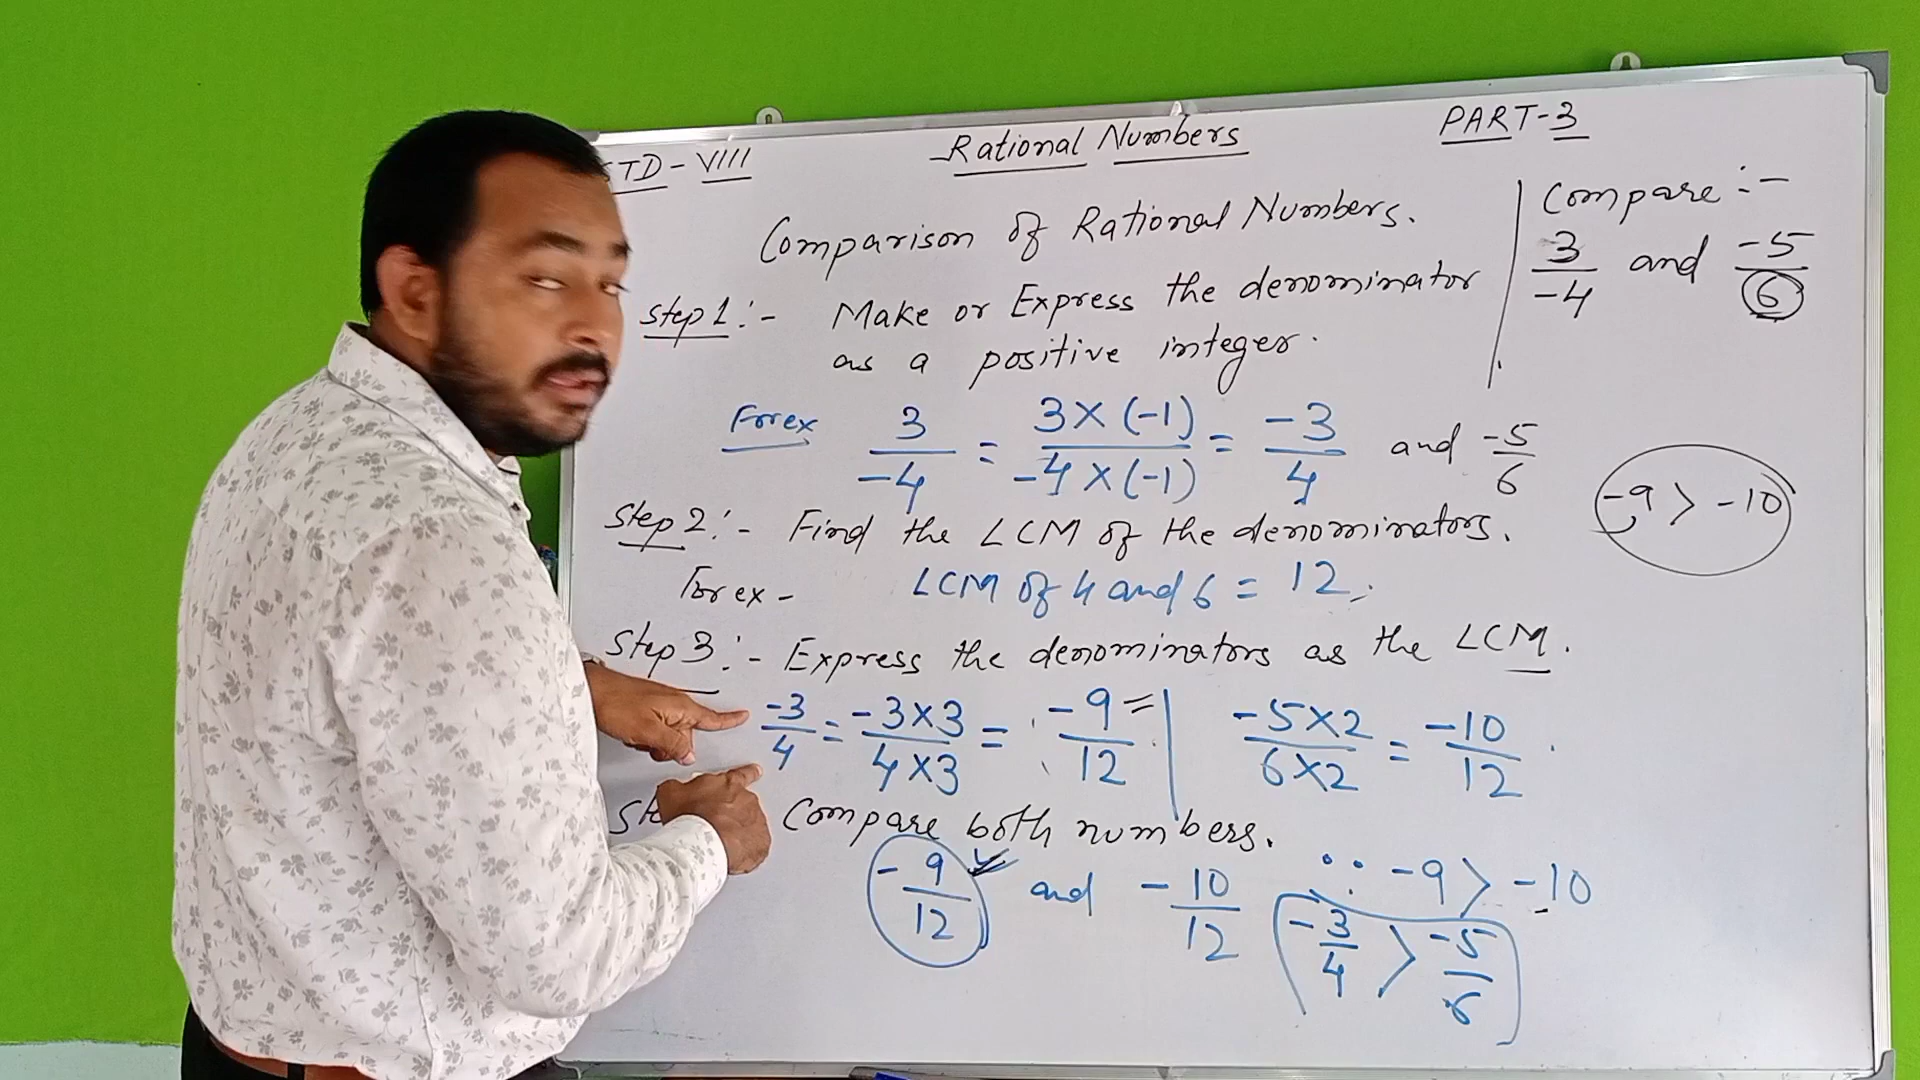 STD - VIII
Rational Numbers
PART-3
Comparison of Rational Numbers.
Compare :-
3/-4 and -5/6
Step 1 :- Make or Express the denominator
as a positive integer.
For ex 3/-4 = 3 × (-1)/-4 × (-1) = -3/4 and -5/6
-9 > -10
Step 2 :- Find the LCM of the denominators.
For ex - LCM of 4 and 6 = 12.
Step 3 :- Express the denominators as the LCM.
-3/4 = -3×3/4×3 = -9/12 | -5×2/6×2 = -10/12
Compare both numbers.
-9/12 and -10/12
∵ -9 > -10
-3/4 > -5/6